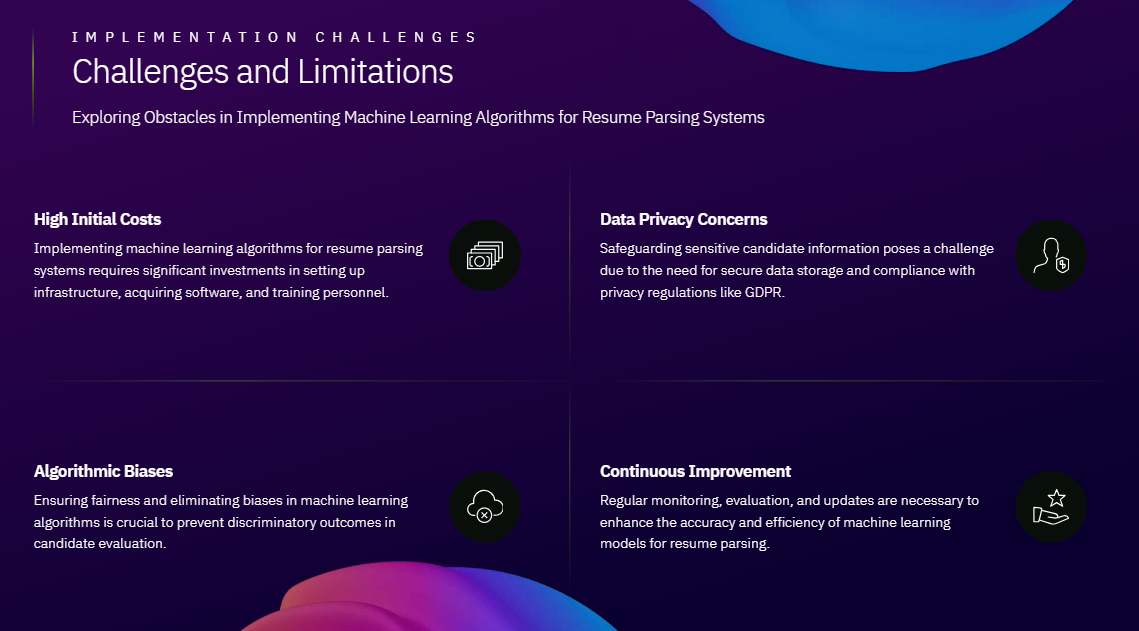 IMPLEMENTATION CHALLENGES
Challenges and Limitations
Exploring Obstacles in Implementing Machine Learning Algorithms for Resume Parsing Systems
High Initial Costs
Implementing machine learning algorithms for resume parsing
systems requires significant investments in setting up
infrastructure, acquiring software, and training personnel.
Data Privacy Concerns
Safeguarding sensitive candidate information poses a challenge
due to the need for secure data storage and compliance with
privacy regulations like GDPR.
Algorithmic Biases
Ensuring fairness and eliminating biases in machine learning
algorithms is crucial to prevent discriminatory outcomes in
candidate evaluation.
Continuous Improvement
Regular monitoring, evaluation, and updates are necessary to
enhance the accuracy and efficiency of machine learning
models for resume parsing.